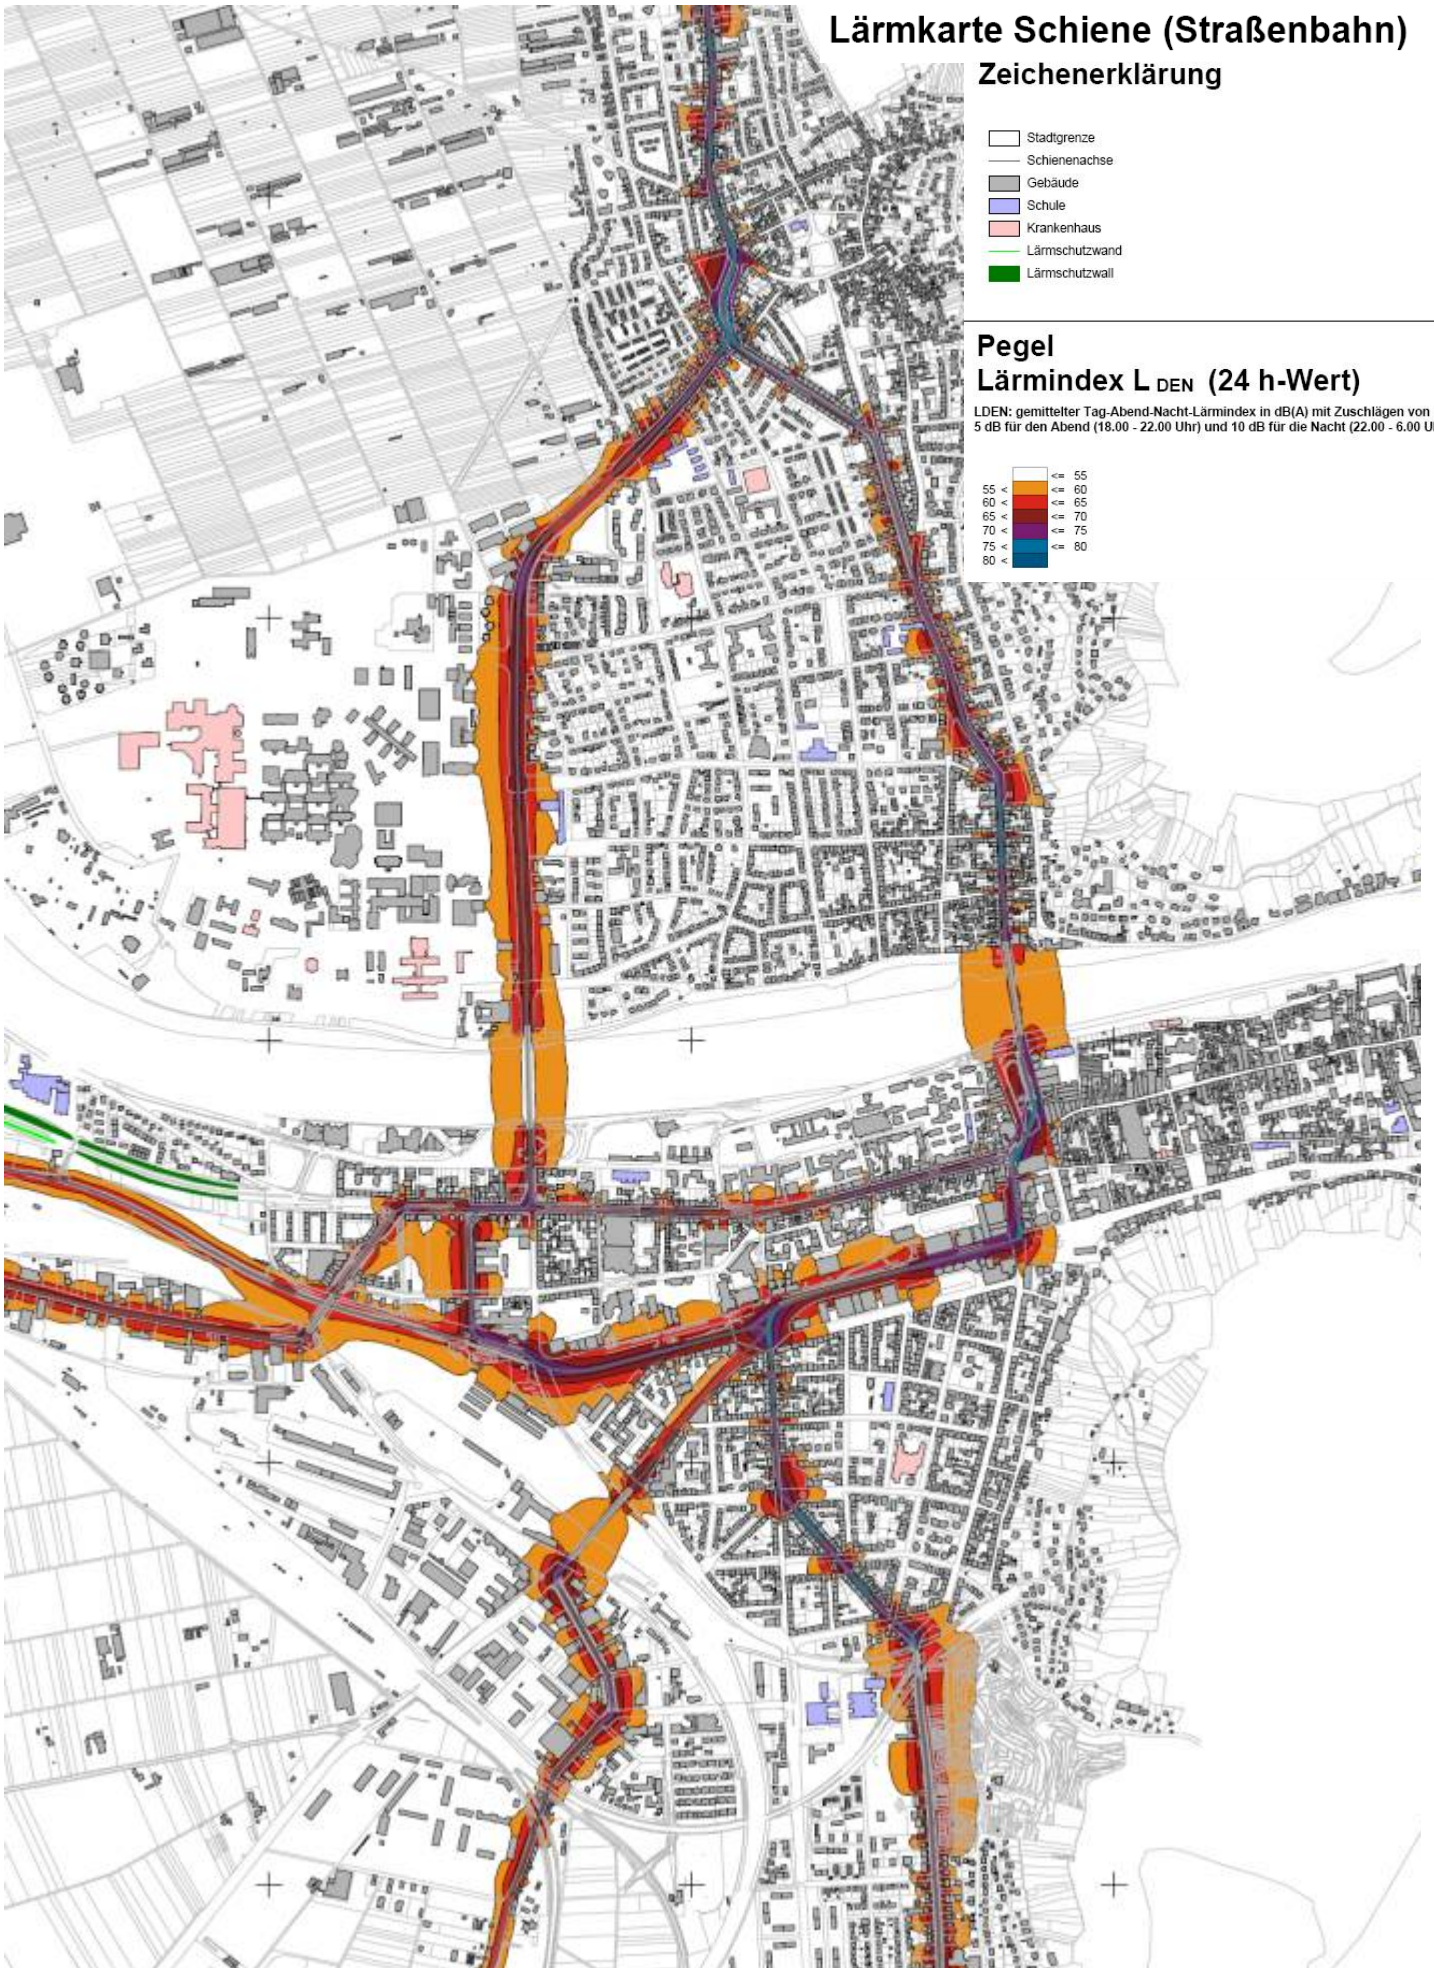 Lärmkarte Schiene (Straßenbahn)
Zeichenerklärung
Stadtgrenze
Schienenachse
Gebäude
Schule
Krankenhaus
Lärmschutzwand
Lärmschutzwall
Pegel
Lärmindex L DEN (24 h-Wert)
LDEN: gemittelter Tag-Abend-Nacht-Lärmindex in dB(A) mit Zuschlägen von
5 dB für den Abend (18.00 - 22.00 Uhr) und 10 dB für die Nacht (22.00 - 6.00 U
<= 55
55 < <= 60
60 < <= 65
65 < <= 70
70 < <= 75
75 < <= 80
80 <